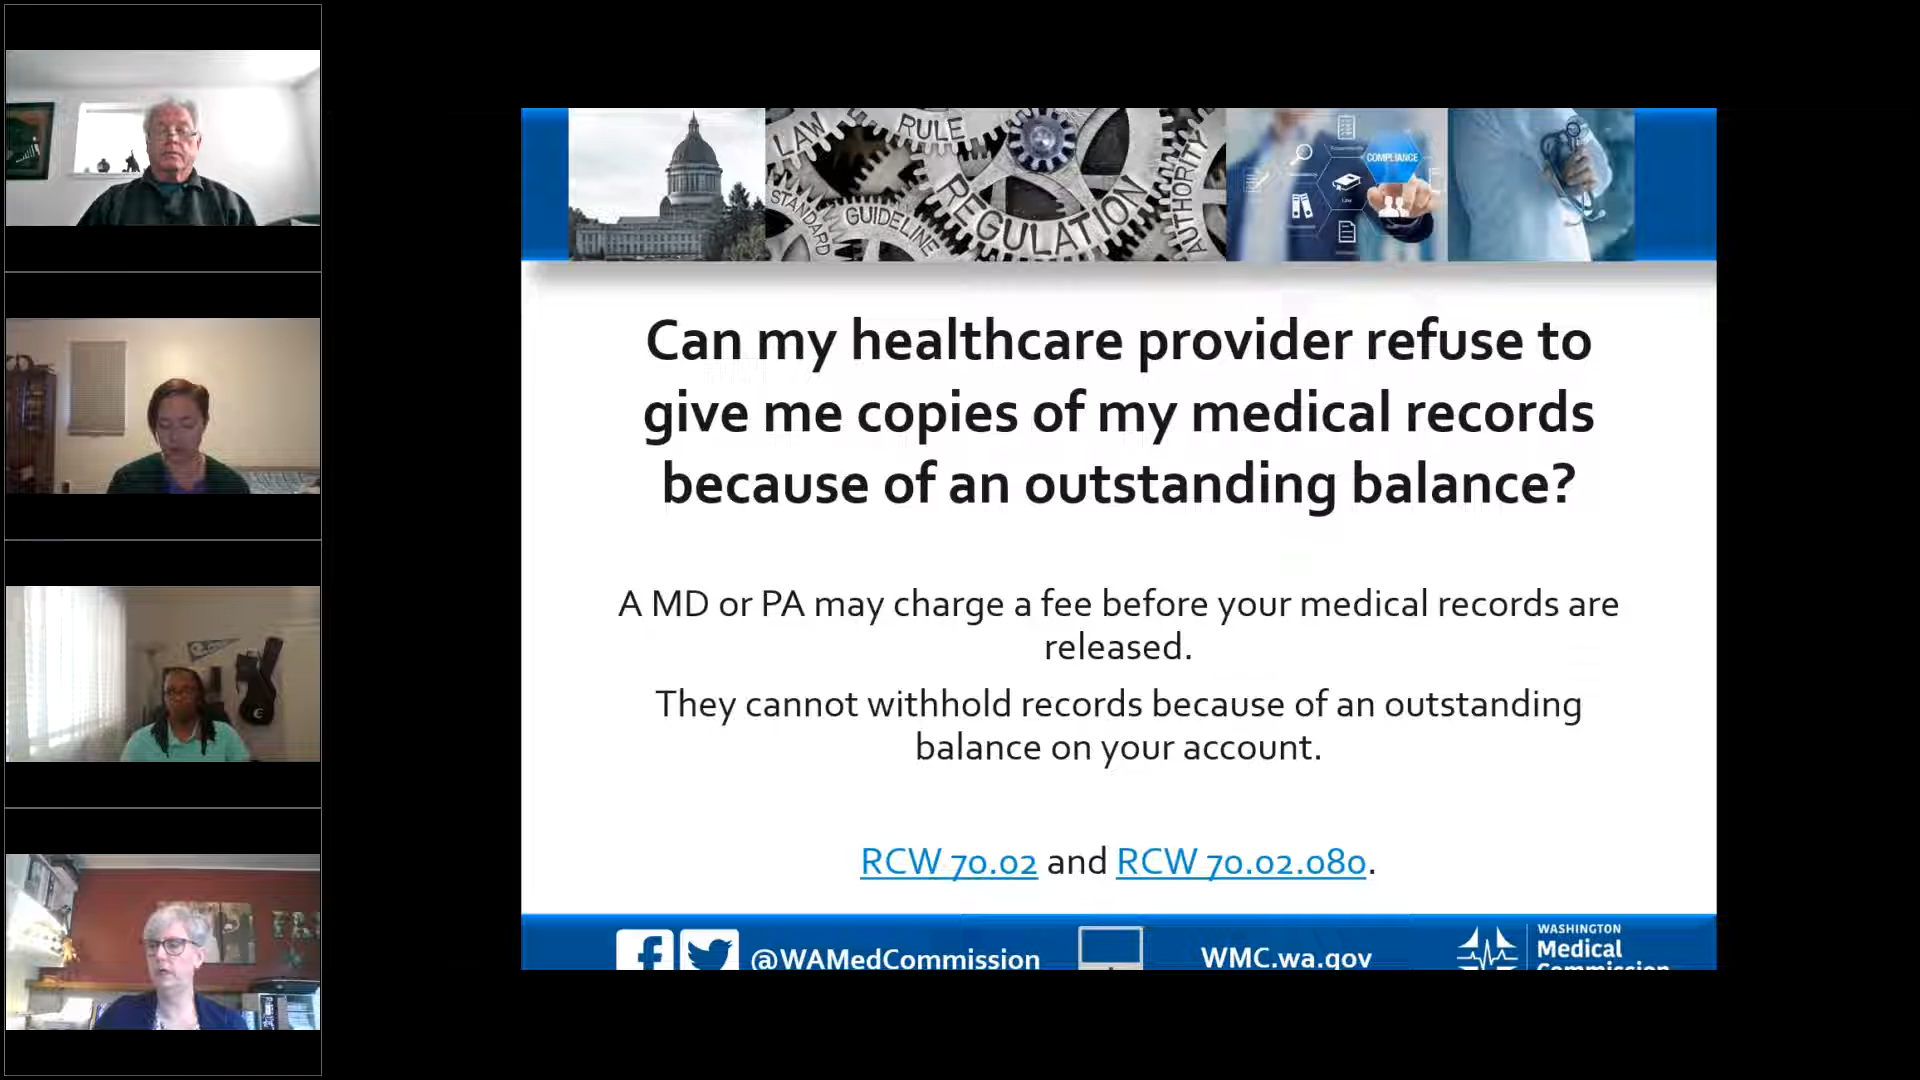 LAW
RULE
STANDARD
GUIDELINE
REGULATION
AUTHORITY
COMPLIANCE
Can my healthcare provider refuse to
give me copies of my medical records
because of an outstanding balance?
A MD or PA may charge a fee before your medical records are
released.
They cannot withhold records because of an outstanding
balance on your account.
RCW 70.02 and RCW 70.02.080.
@WAMedCommission
WMC.wa.gov
WASHINGTON
Medical
Commission